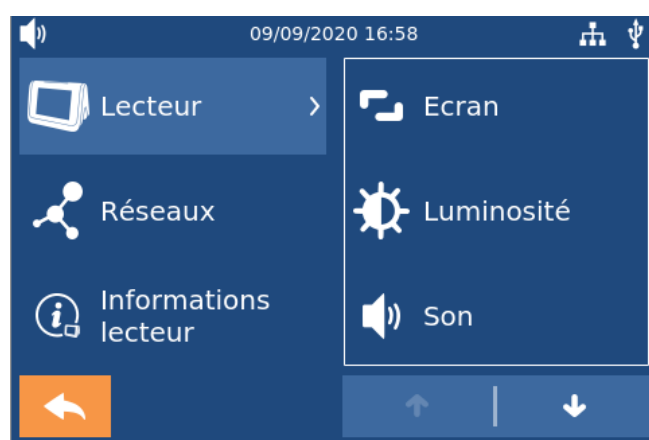 09/09/2020 16:58
Lecteur
Ecran
Réseaux
Luminosité
Informations
lecteur
Son